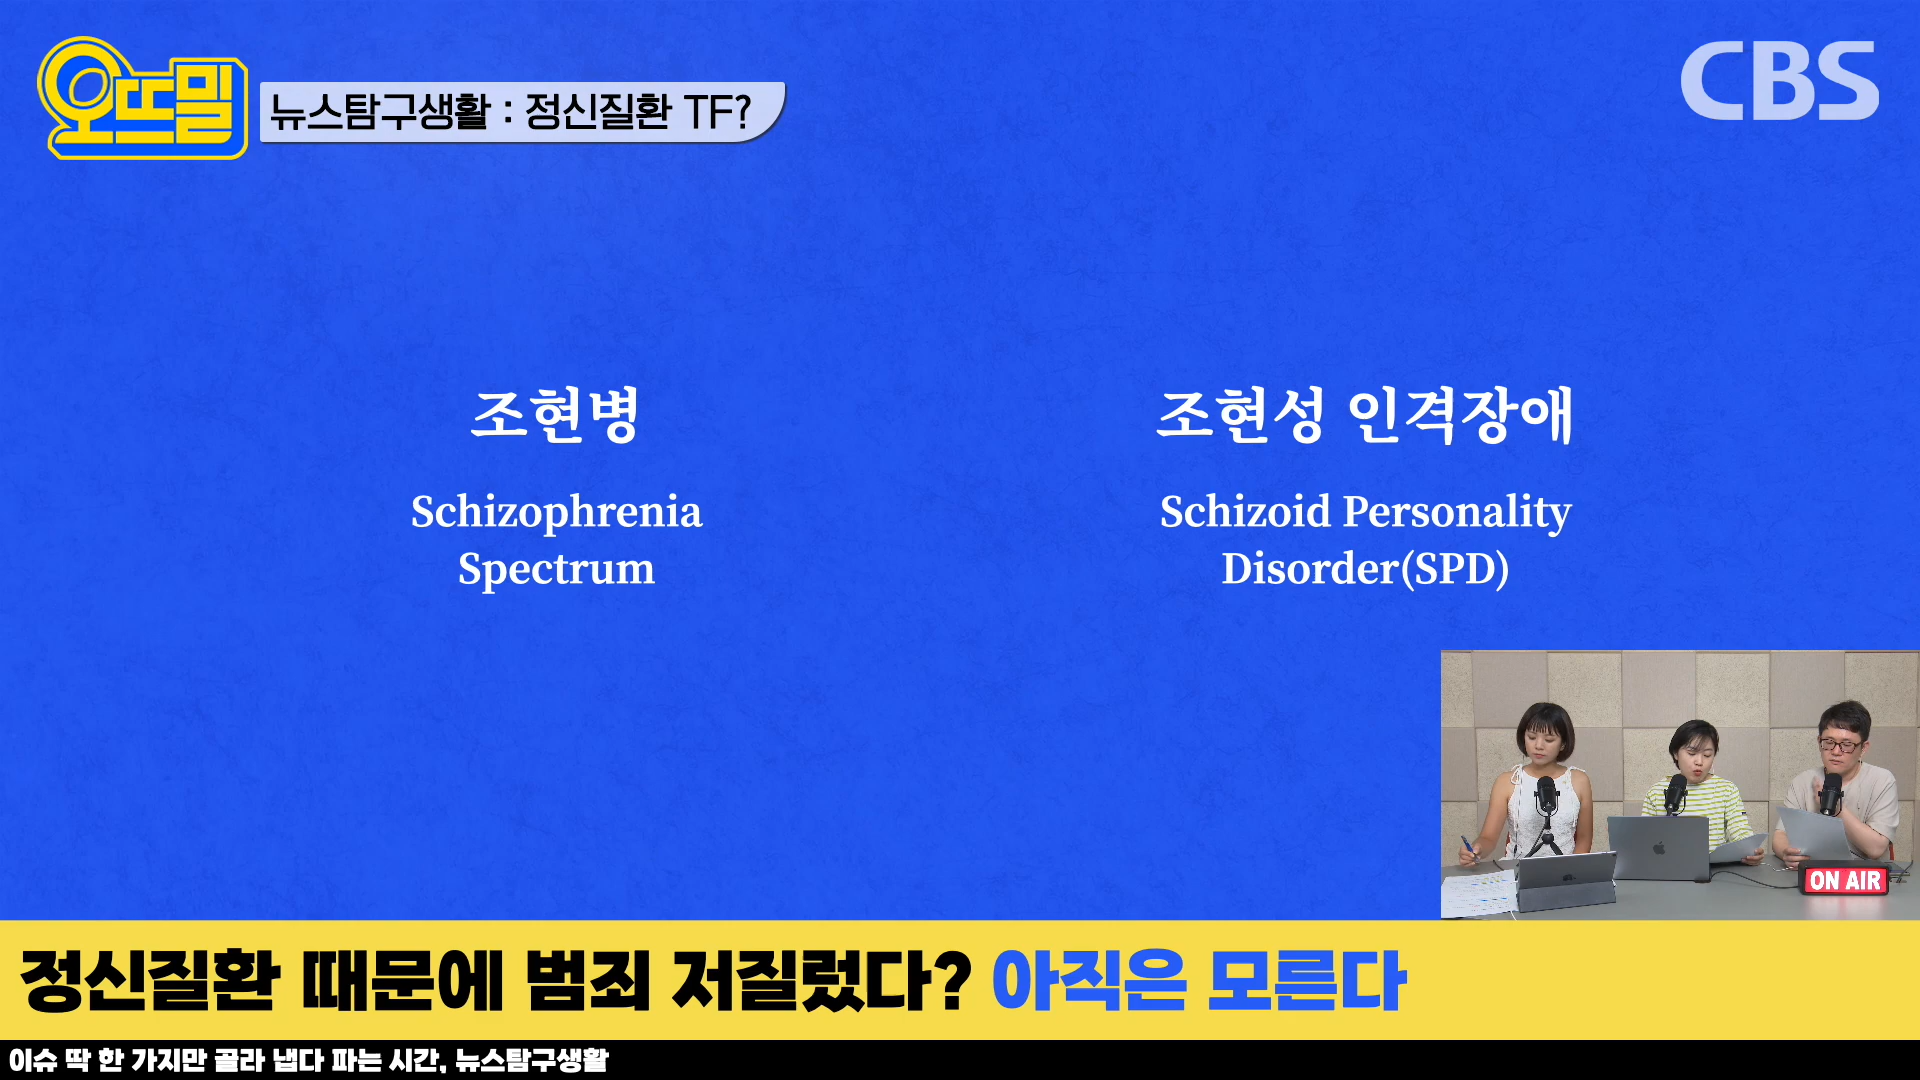 오뜨밀
뉴스탐구생활 : 정신질환 TF?
CBS
조현병
Schizophrenia
Spectrum
조현성 인격장애
Schizoid Personality
Disorder(SPD)
ON AIR
정신질환 때문에 범죄 저질렀다? 아직은 모른다
이슈 딱 한 가지만 골라 냅다 파는 시간, 뉴스탐구생활